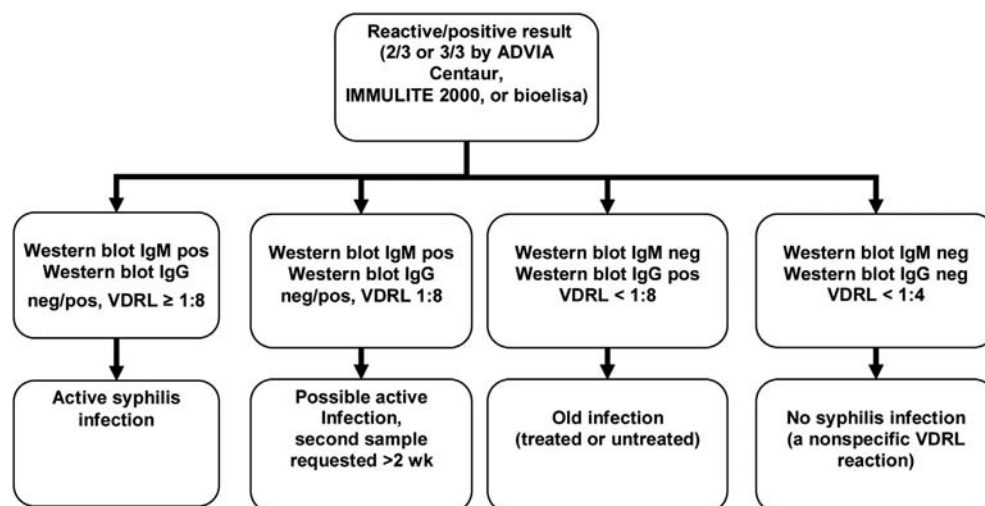 Reactive/positive result
(2/3 or 3/3 by ADVIA
Centaur,
IMMULITE 2000, or bioelisa)
Western blot IgM pos
Western blot IgG
neg/pos, VDRL ≥ 1:8
Western blot IgM pos
Western blot IgG
neg/pos, VDRL 1:8
Western blot IgM neg
Western blot IgG pos
VDRL < 1:8
Western blot IgM neg
Western blot IgG neg
VDRL < 1:4
Active syphilis
infection
Possible active
Infection,
second sample
requested >2 wk
Old infection
(treated or untreated)
No syphilis infection
(a nonspecific VDRL
reaction)